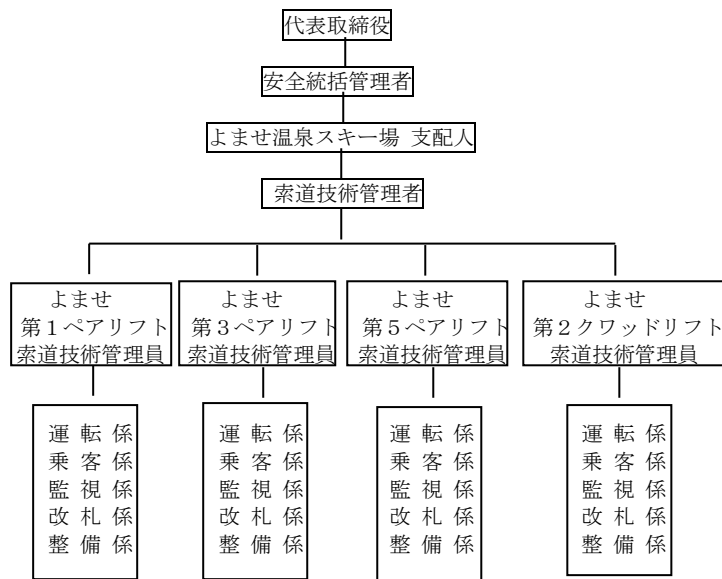 代表取締役
安全統括管理者
よませ温泉スキー場 支配人
索道技術管理者
よませ
第１ペアリフト
索道技術管理員
よませ
第３ペアリフト
索道技術管理員
よませ
第５ペアリフト
索道技術管理員
よませ
第２クワッドリフト
索道技術管理員
運 転 係
乗 客 係
監 視 係
改 札 係
整 備 係
運 転 係
乗 客 係
監 視 係
改 札 係
整 備 係
運 転 係
乗 客 係
監 視 係
改 札 係
整 備 係
運 転 係
乗 客 係
監 視 係
改 札 係
整 備 係